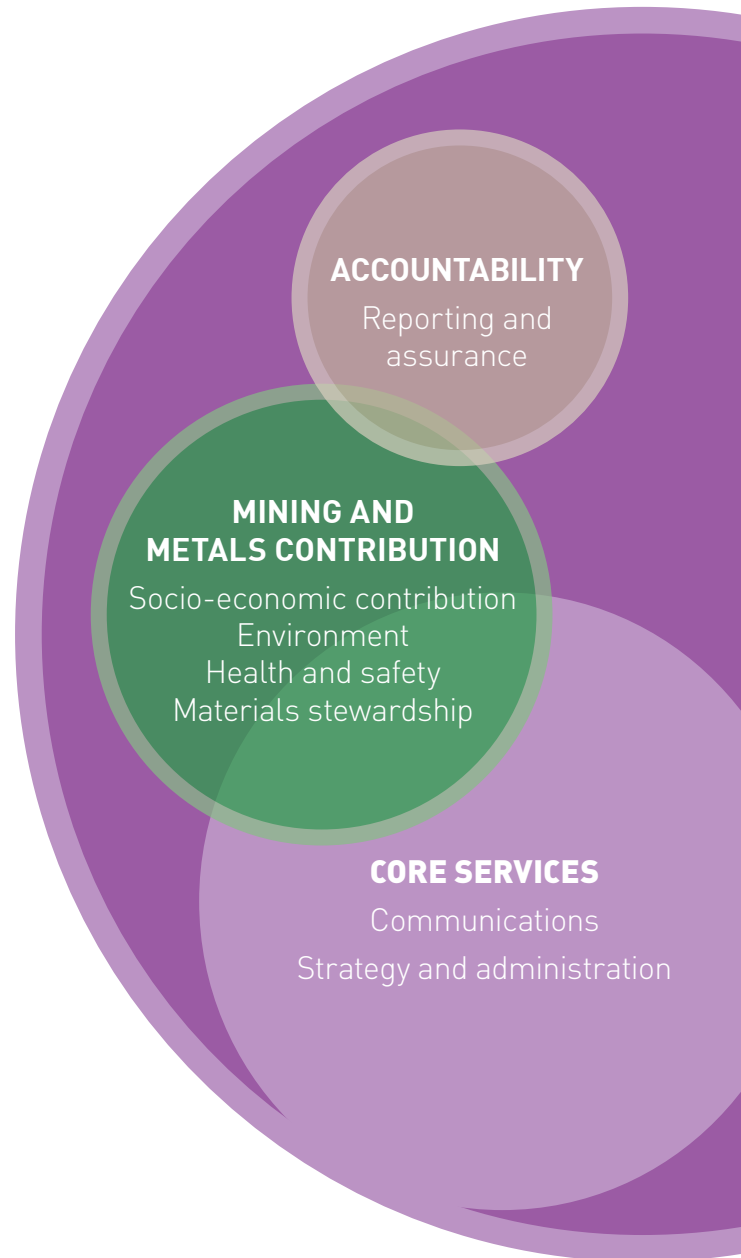 ACCOUNTABILITY
Reporting and
assurance
MINING AND
METALS CONTRIBUTION
Socio-economic contribution
Environment
Health and safety
Materials stewardship
CORE SERVICES
Communications
Strategy and administration